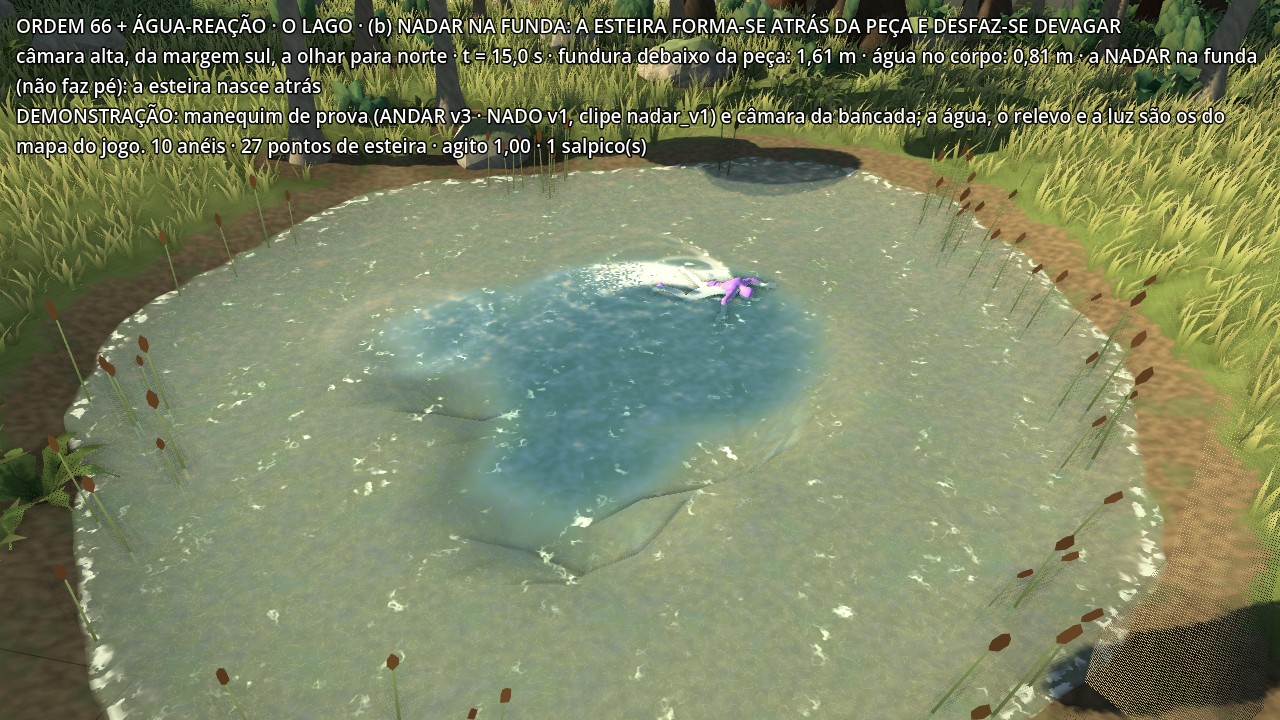 ORDEM 66 + ÁGUA-REAÇÃO · O LAGO · (b) NADAR NA FUNDA: A ESTEIRA FORMA-SE ATRÁS DA PEÇA E DESFAZ-SE DEVAGAR
câmara alta, da margem sul, a olhar para norte · t = 15,0 s · fundura debaixo da peça: 1,61 m · água no corpo: 0,81 m · a NADAR na funda
(não faz pé): a esteira nasce atrás
DEMONSTRAÇÃO: manequim de prova (ANDAR v3 · NADO v1, clipe nadar_v1) e câmara da bancada; a água, o relevo e a luz são os do
mapa do jogo. 10 anéis · 27 pontos de esteira · agito 1,00 · 1 salpico(s)